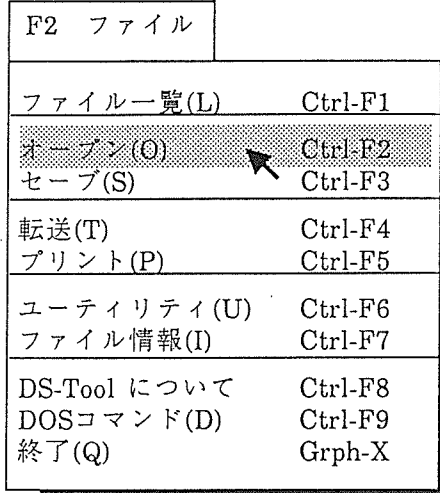 F2 ファイル
ファイル一覧(L) Ctrl-F1
オープン(O) Ctrl-F2
セーブ(S) Ctrl-F3
転送(T) Ctrl-F4
プリント(P) Ctrl-F5
ユーティリティ(U) Ctrl-F6
ファイル情報(I) Ctrl-F7
DS-Tool について Ctrl-F8
DOSコマンド(D) Ctrl-F9
終了(Q) Grph-X